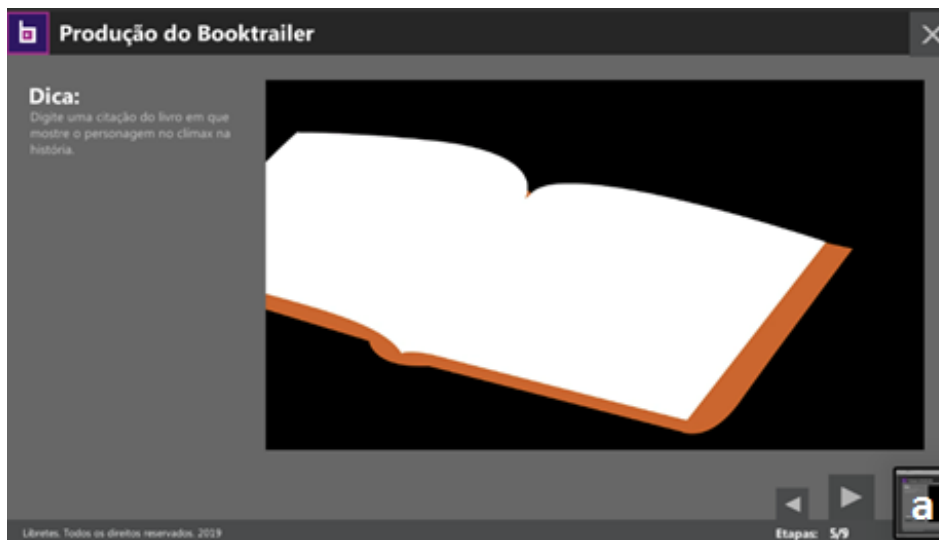 Produção do Booktrailer
Dica:
Digite uma citação do livro em que
mostre o personagem no climax na
história.
a
Libretes. Todos os direitos reservados. 2019
Etapas: 5/9